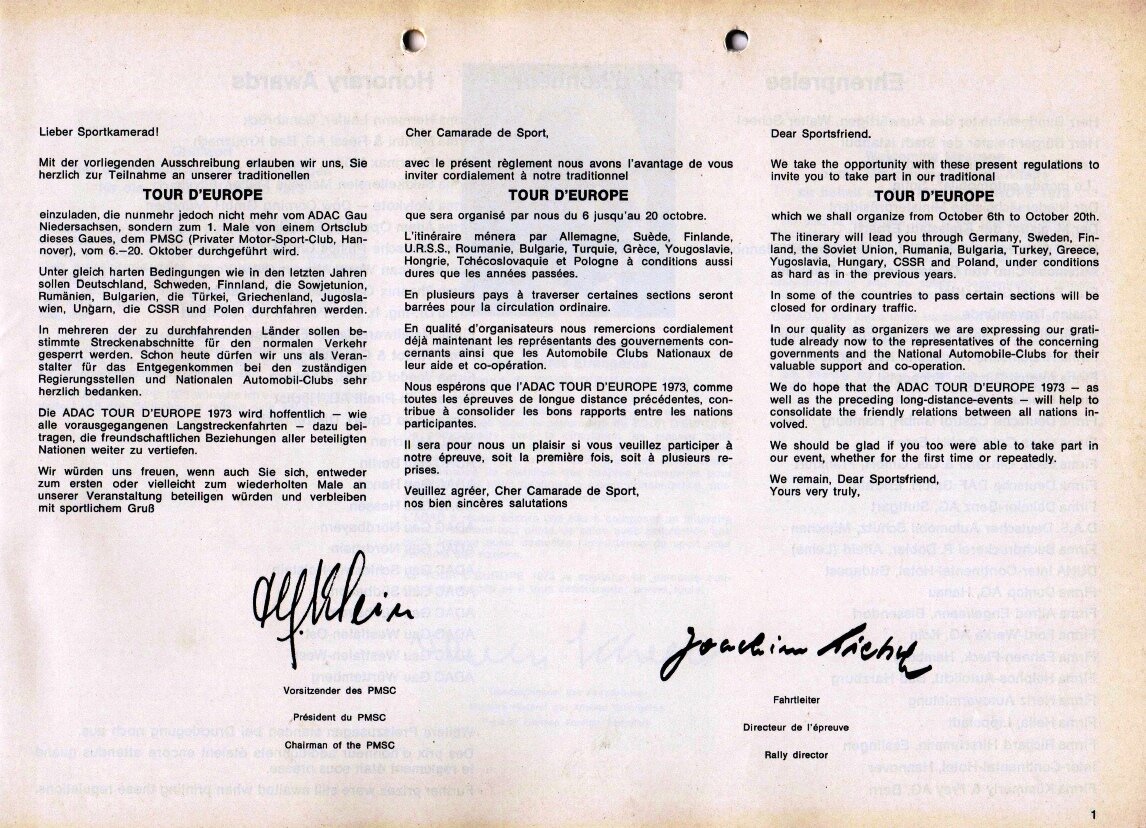 Lieber Sportkamerad!
Mit der vorliegenden Ausschreibung erlauben wir uns, Sie
herzlich zur Teilnahme an unserer traditionellen
TOUR D'EUROPE
einzuladen, die nunmehr jedoch nicht mehr vom ADAC Gau
Niedersachsen, sondern zum 1. Male von einem Ortsclub
dieses Gaues, dem PMSC (Privater Motor-Sport-Club, Han-
nover), vom 6.—20. Oktober durchgeführt wird.
Unter gleich harten Bedingungen wie in den letzten Jahren
sollen Deutschland, Schweden, Finnland, die Sowjetunion,
Rumänien, Bulgarien, die Türkei, Griechenland, Jugosla-
wien, Ungarn, die CSSR und Polen durchfahren werden.
In mehreren der zu durchfahrenden Länder sollen be-
stimmte Streckenabschnitte für den normalen Verkehr
gesperrt werden. Schon heute dürfen wir uns als Veran-
stalter für das Entgegenkommen bei den zuständigen
Regierungsstellen und Nationalen Automobil-Clubs sehr
herzlich bedanken.
Die ADAC TOUR D'EUROPE 1973 wird hoffentlich — wie
alle vorausgegangenen Langstreckenfahrten — dazu bei-
tragen, die freundschaftlichen Beziehungen aller beteiligten
Nationen weiter zu vertiefen.
Wir würden uns freuen, wenn auch Sie sich, entweder
zum ersten oder vielleicht zum wiederholten Male an
unserer Veranstaltung beteiligen würden und verbleiben
mit sportlichem Gruß
Cher Camarade de Sport,
avec le présent règlement nous avons l'avantage de vous
inviter cordialement à notre traditionnel
TOUR D'EUROPE
que sera organisé par nous du 6 jusqu'au 20 octobre.
L'itinéraire ménera par Allemagne, Suède, Finlande,
U.R.S.S., Roumanie, Bulgarie, Turquie, Grèce, Yougoslavie,
Hongrie, Tchécoslovaquie et Pologne à conditions aussi
dures que les années passées.
En plusieurs pays à traverser certaines sections seront
barrées pour la circulation ordinaire.
En qualité d'organisateurs nous remercions cordialement
déjà maintenant les représentants des gouvernements con-
cernants ainsi que les Automobile Clubs Nationaux de
leur aide et co-opération.
Nous espérons que l'ADAC TOUR D'EUROPE 1973, comme
toutes les épreuves de longue distance précédentes, con-
tribue à consolider les bons rapports entre les nations
participantes.
Il sera pour nous un plaisir si vous veuillez participer à
notre épreuve, soit la première fois, soit à plusieurs re-
prises.
Veuillez agréer, Cher Camarade de Sport,
nos bien sincères salutations
Dear Sportsfriend.
We take the opportunity with these present regulations to
invite you to take part in our traditional
TOUR D'EUROPE
which we shall organize from October 6th to October 20th.
The itinerary will lead you through Germany, Sweden, Fin-
land, the Soviet Union, Rumania, Bulgaria, Turkey, Greece,
Yugoslavia, Hungary, CSSR and Poland, under conditions
as hard as in the previous years.
In some of the countries to pass certain sections will be
closed for ordinary traffic.
In our quality as organizers we are expressing our grati-
tude already now to the representatives of the concerning
governments and the National Automobile-Clubs for their
valuable support and co-operation.
We do hope that the ADAC TOUR D'EUROPE 1973 — as
well as the preceding long-distance-events — will help to
consolidate the friendly relations between all nations in-
volved.
We should be glad if you too were able to take part in
our event, whether for the first time or repeatedly.
We remain, Dear Sportsfriend,
Yours very truly,
Klein
Vorsitzender des PMSC
Président du PMSC
Chairman of the PMSC
Joachim
Fahrtleiter
Directeur de l'épreuve
Rally director
1